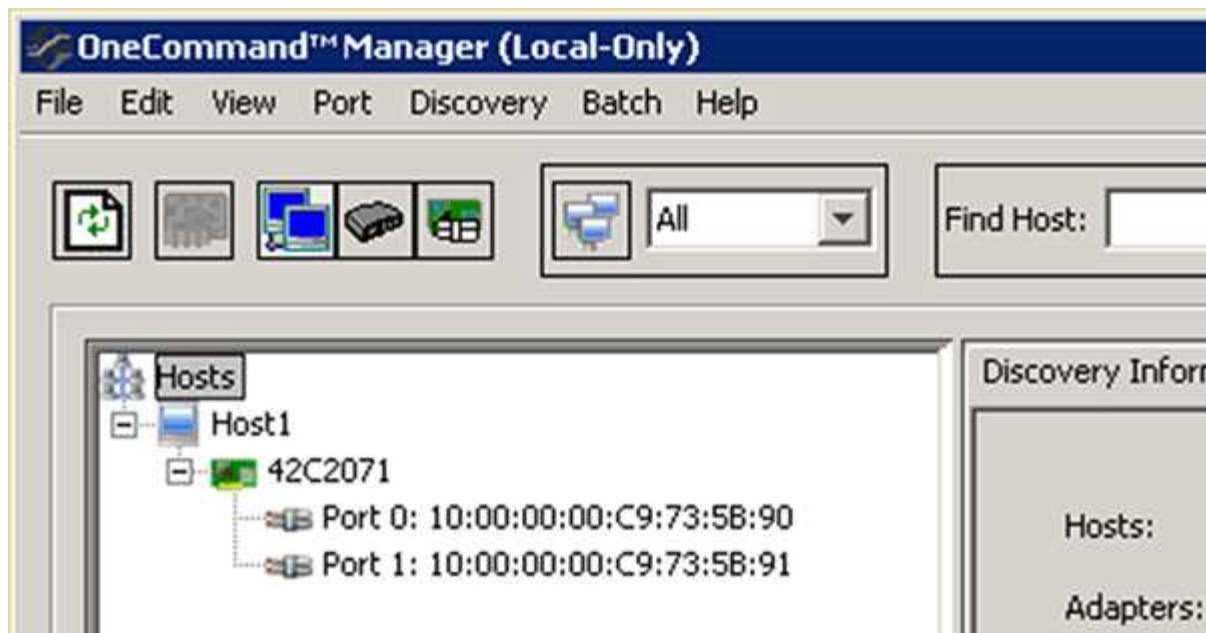 OneCommand™ Manager (Local-Only)
File Edit View Port Discovery Batch Help
All Find Host:
Hosts
Discovery
Host1
42C2071
Port 0: 10:00:00:00:C9:73:5B:90
Hosts:
Port 1: 10:00:00:00:C9:73:5B:91
Adapters: